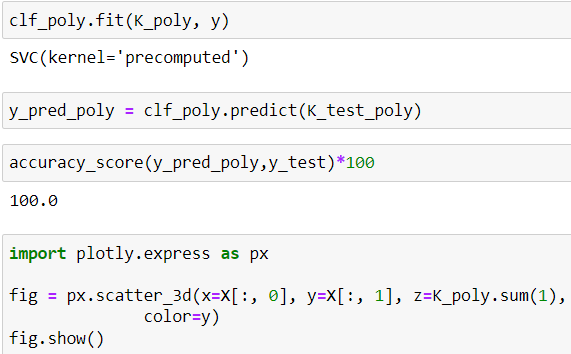 clf_poly.fit(K_poly, y)
SVC(kernel='precomputed')
y_pred_poly = clf_poly.predict(K_test_poly)
accuracy_score(y_pred_poly,y_test)*100
100.0
import plotly.express as px
fig = px.scatter_3d(x=X[:, 0], y=X[:, 1], z=K_poly.sum(1),
color=y)
fig.show()